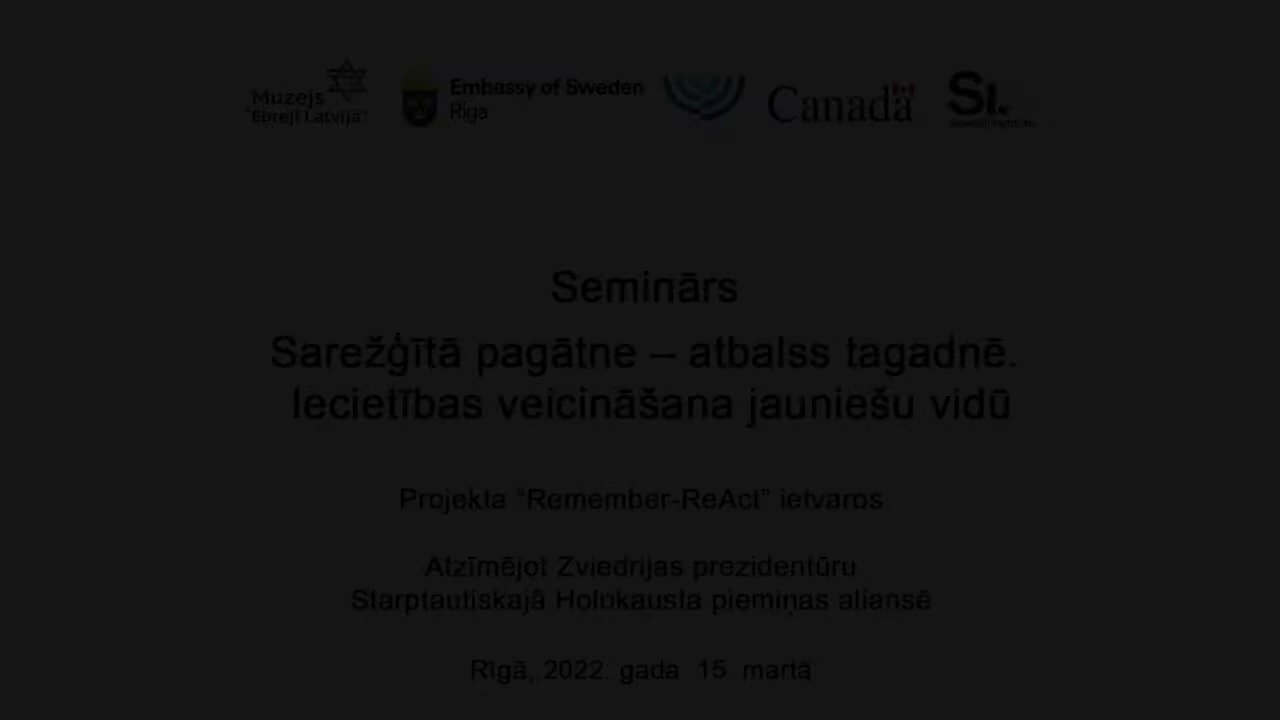 Muzejs
"Ebreji Latvijā"
Embassy of Sweden
Riga
Canada
SI.
Seminārs
Sarežģītā pagātne – atbalss tagadnē.
Iecietības veicināšana jauniešu vidū
Projekta “Remember-ReAct” ietvaros
Atzīmējot Zviedrijas prezidentūru
Starptautiskajā Holokausta piemiņas aliansē
Rīgā, 2022. gada 15. martā